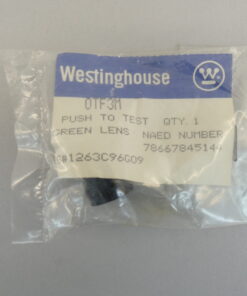 Westinghouse
OTF3M
PUSH TO TEST QTY. 1
GREEN LENS NAED NUMBER
78667845144
1263C96G09